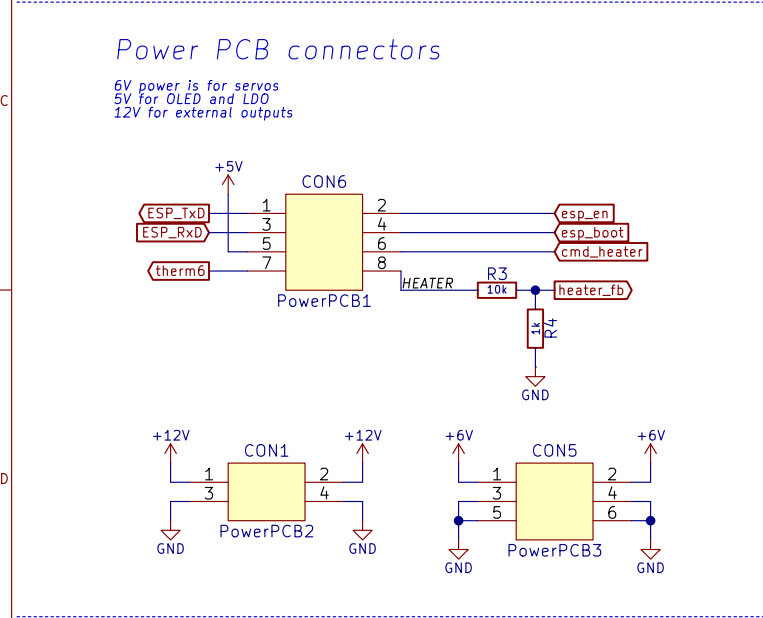 Power PCB connectors
6V power is for servos
5V for OLED and LDO
12V for external outputs
C
+5V
CON6
ESP_TxD 1 2 esp_en
ESP_RxD 3 4 esp_boot
5 6 cmd_heater
therm6 7 8
HEATER R3 10k heater_fb
PowerPCB1
1k R4
GND
+12V CON1 +12V
1 2
3 4
PowerPCB2
GND GND
+6V CON5 +6V
1 2
3 4
5 6
PowerPCB3
GND GND
D